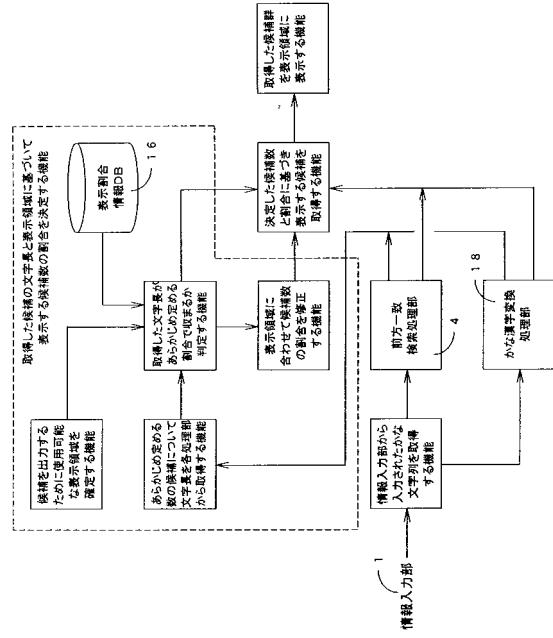 取得した候補の文字長と表示領域に基づいて
表示する候補数の割合を決定する機能
候補を出力する
ために使用可能
な表示領域を
確定する機能
表示割合
情報DB
16
あらかじめ定める
数の候補について
文字長を各処理部
から取得する機能
取得した文字長が
あらかじめ定める
割合で収まるか
判定する機能
表示領域に
合わせて候補数
の割合を修正
する機能
決定した候補数
と割合に基づき
表示する候補を
取得する機能
取得した候補群
を表示領域に
表示する機能
1
情報入力部
情報入力部から
入力されたかな
文字列を取得
する機能
前方一致
検索処理部
4
かな漢字変換
処理部
18